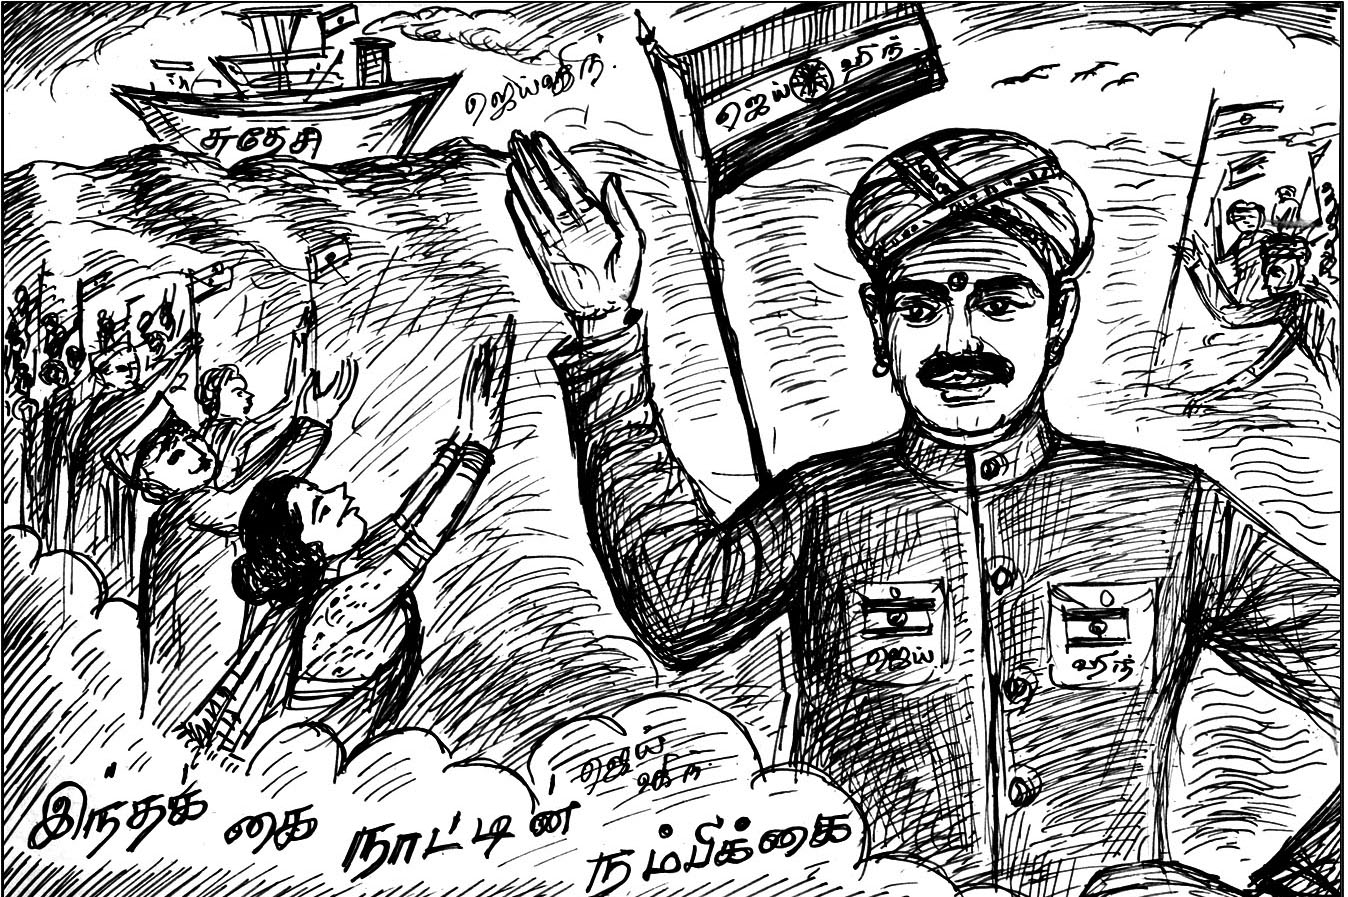 சுதேசி
ஜெய்ஹிந்
ஜெய் ஹிந்
ஜெய்
ஹிந்
ஜெய்
ஹிந்
இந்தக் கை நாட்டின் நம்பிக்கை